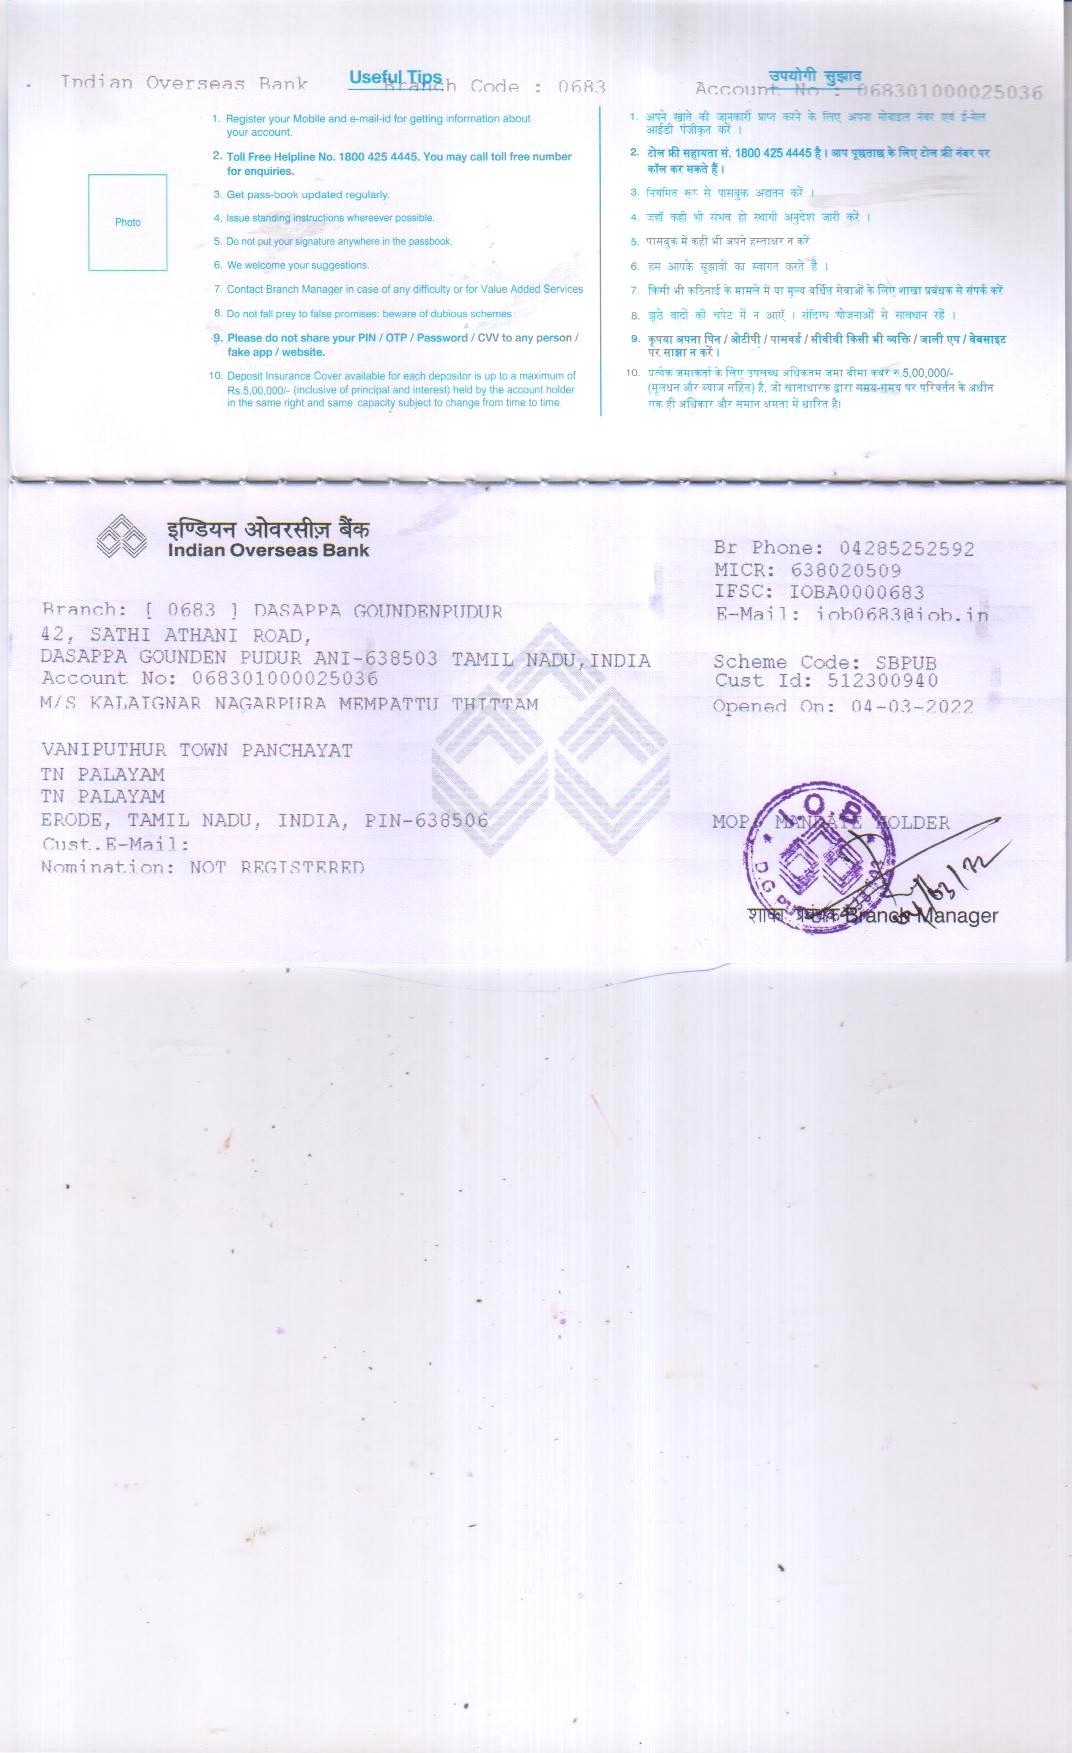 Indian Overseas Bank Branch Code : 0683 Account No : 068301000025036
Useful Tips
1. Register your Mobile and e-mail-id for getting information about
your account.
2. Toll Free Helpline No. 1800 425 4445. You may call toll free number
for enquiries.
3. Get pass-book updated regularly.
4. Issue standing instructions whereever possible.
5. Do not put your signature anywhere in the passbook.
6. We welcome your suggestions.
7. Contact Branch Manager in case of any difficulty or for Value Added Services
8. Do not fall prey to false promises: beware of dubious schemes
9. Please do not share your PIN / OTP / Password / CVV to any person /
fake app / website.
10. Deposit Insurance Cover available for each depositor is up to a maximum of
Rs.5,00,000/- (inclusive of principal and interest) held by the account holder
in the same right and same capacity subject to change from time to time
Photo
उपयोगी सुझाव
1. अपने खाते की जानकारी प्राप्त करने के लिए अपना मोबाइल नंबर एवं ई-मेल
आईडी पंजीकृत करें ।
2. टोल फ्री सहायता सं. 1800 425 4445 है । आप पूछताछ के लिए टोल फ्री नंबर पर
कॉल कर सकते हैं ।
3. नियमित रूप से पासबुक अद्यतन करें ।
4. जहाँ कहीं भी संभव हो स्थायी अनुदेश जारी करें ।
5. पासबुक में कहीं भी अपने हस्ताक्षर न करें
6. हम आपके सुझावों का स्वागत करते हैं ।
7. किसी भी कठिनाई के मामले में या मूल्य वर्धित सेवाओं के लिए शाखा प्रबंधक से संपर्क करें
8. झूठे वादों की चपेट में न आएँ । संदिग्ध योजनाओं से सावधान रहें ।
9. कृपया अपना पिन / ओटीपी / पासवर्ड / सीवीवी किसी भी व्यक्ति / जाली एप / वेबसाइट
पर साझा न करें ।
10. प्रत्येक जमाकर्ता के लिए उपलब्ध अधिकतम जमा बीमा कवर रु.5,00,000/-
(मूलधन और ब्याज सहित) है, जो खाताधारक द्वारा समय-समय पर परिवर्तन के अधीन
एक ही अधिकार और समान क्षमता में धारित है।
इण्डियन ओवरसीज़ बैंक
Indian Overseas Bank
Branch: [ 0683 ] DASAPPA GOUNDENPUDUR
42, SATHI ATHANI ROAD,
DASAPPA GOUNDEN PUDUR ANI-638503 TAMIL NADU,INDIA
Account No: 068301000025036
M/S KALAIGNAR NAGARPURA MEMPATTU THITTAM
VANIPUTHUR TOWN PANCHAYAT
TN PALAYAM
TN PALAYAM
ERODE, TAMIL NADU, INDIA, PIN-638506
Cust.E-Mail:
Nomination: NOT REGISTERED
Br Phone: 04285252592
MICR: 638020509
IFSC: IOBA0000683
E-Mail: iob0683@iob.in
Scheme Code: SBPUB
Cust Id: 512300940
Opened On: 04-03-2022
MOP: MANDATE HOLDER
I.O.B
04/03/22
शाखा प्रबंधक Branch Manager